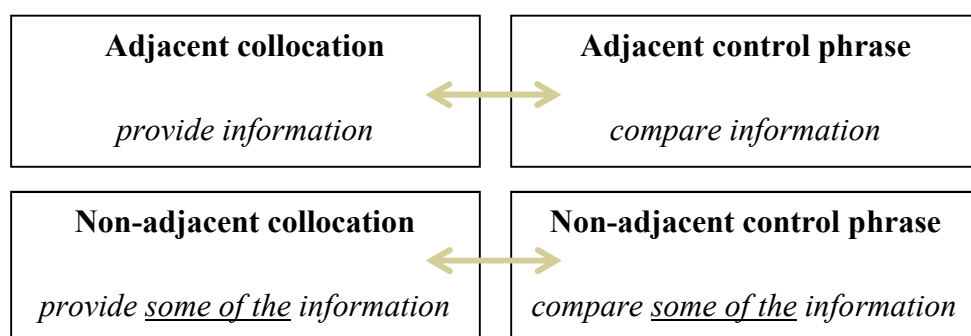 Adjacent collocation
provide information
Adjacent control phrase
compare information
Non-adjacent collocation
provide some of the information
Non-adjacent control phrase
compare some of the information